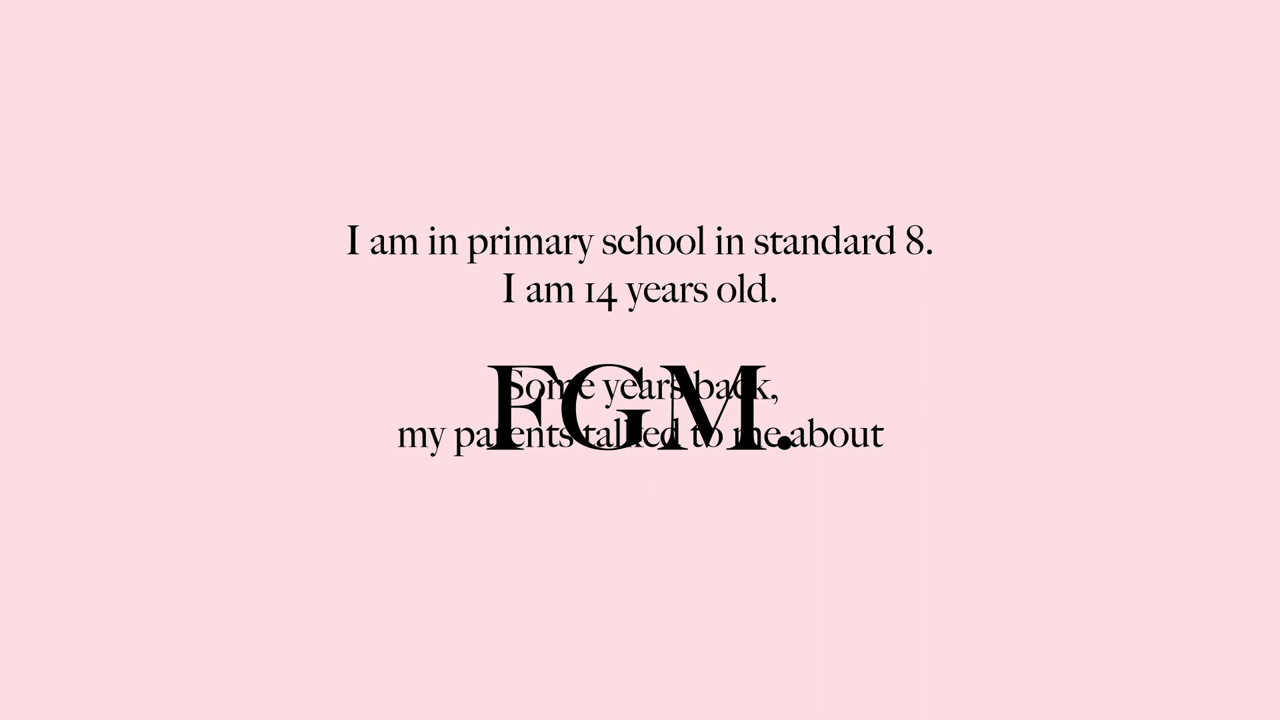 I am in primary school in standard 8.
I am 14 years old.
Some years back,
my parents talked to me about
FGM.